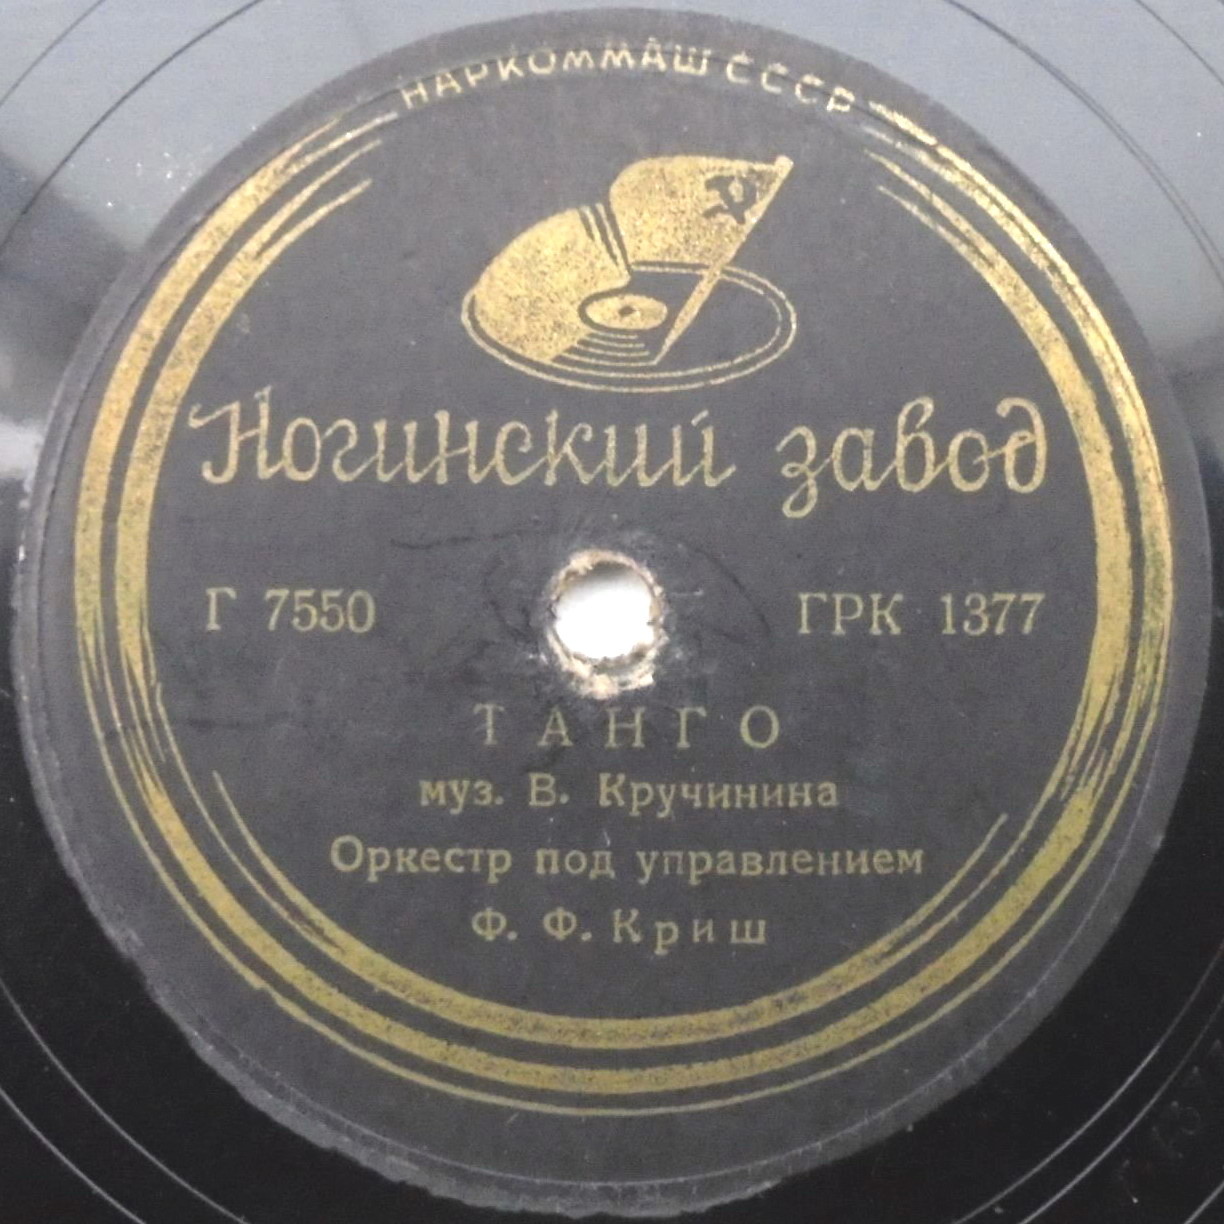 НАРКОММАШ СССР
Ногинский завод
Г 7550
ГРК 1377
ТАНГО
муз. В. Кручинина
Оркестр под управлением
Ф. Ф. Криш